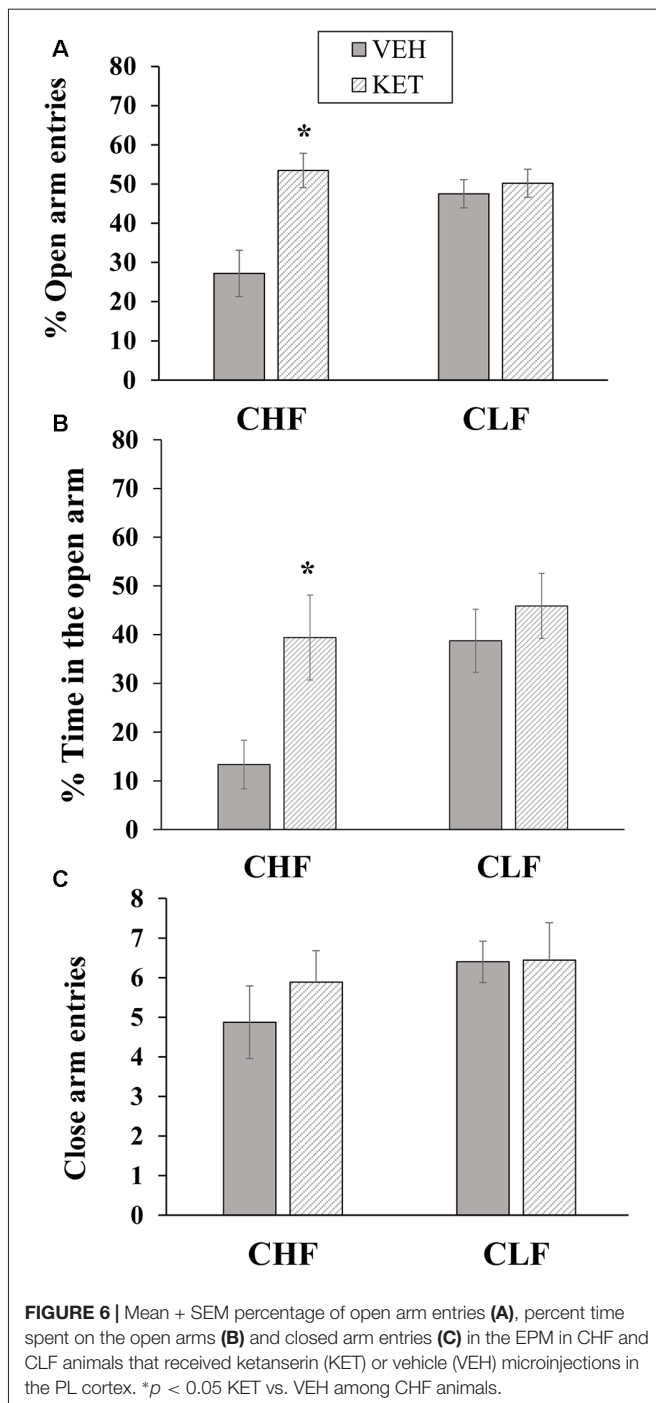 A
VEH
KET
% Open arm entries
80
70
60
50
40
30
20
10
0
*
CHF CLF
B
% Time in the open arm
80
70
60
50
40
30
20
10
0
*
CHF CLF
C
Close arm entries
8
7
6
5
4
3
2
1
0
CHF CLF
FIGURE 6 | Mean + SEM percentage of open arm entries (A), percent time
spent on the open arms (B) and closed arm entries (C) in the EPM in CHF and
CLF animals that received ketanserin (KET) or vehicle (VEH) microinjections in
the PL cortex. *p < 0.05 KET vs. VEH among CHF animals.